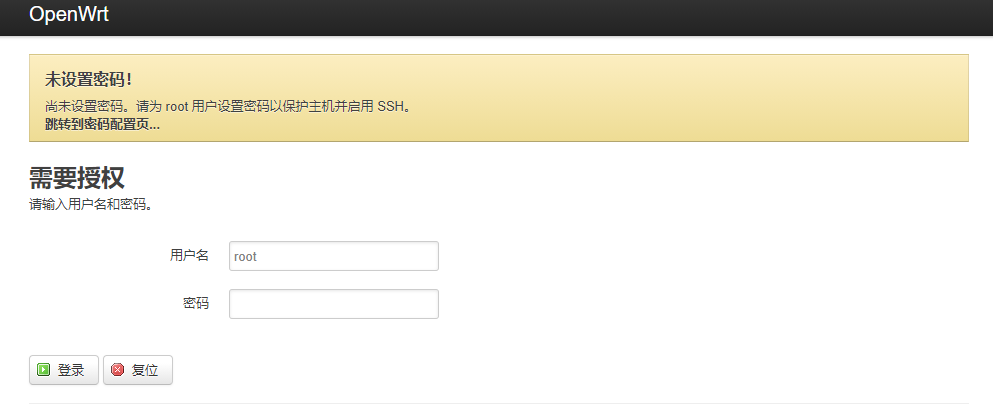 OpenWrt
未设置密码！
尚未设置密码。请为 root 用户设置密码以保护主机并启用 SSH。
跳转到密码配置页...
需要授权
请输入用户名和密码。
用户名 root
密码
登录 复位